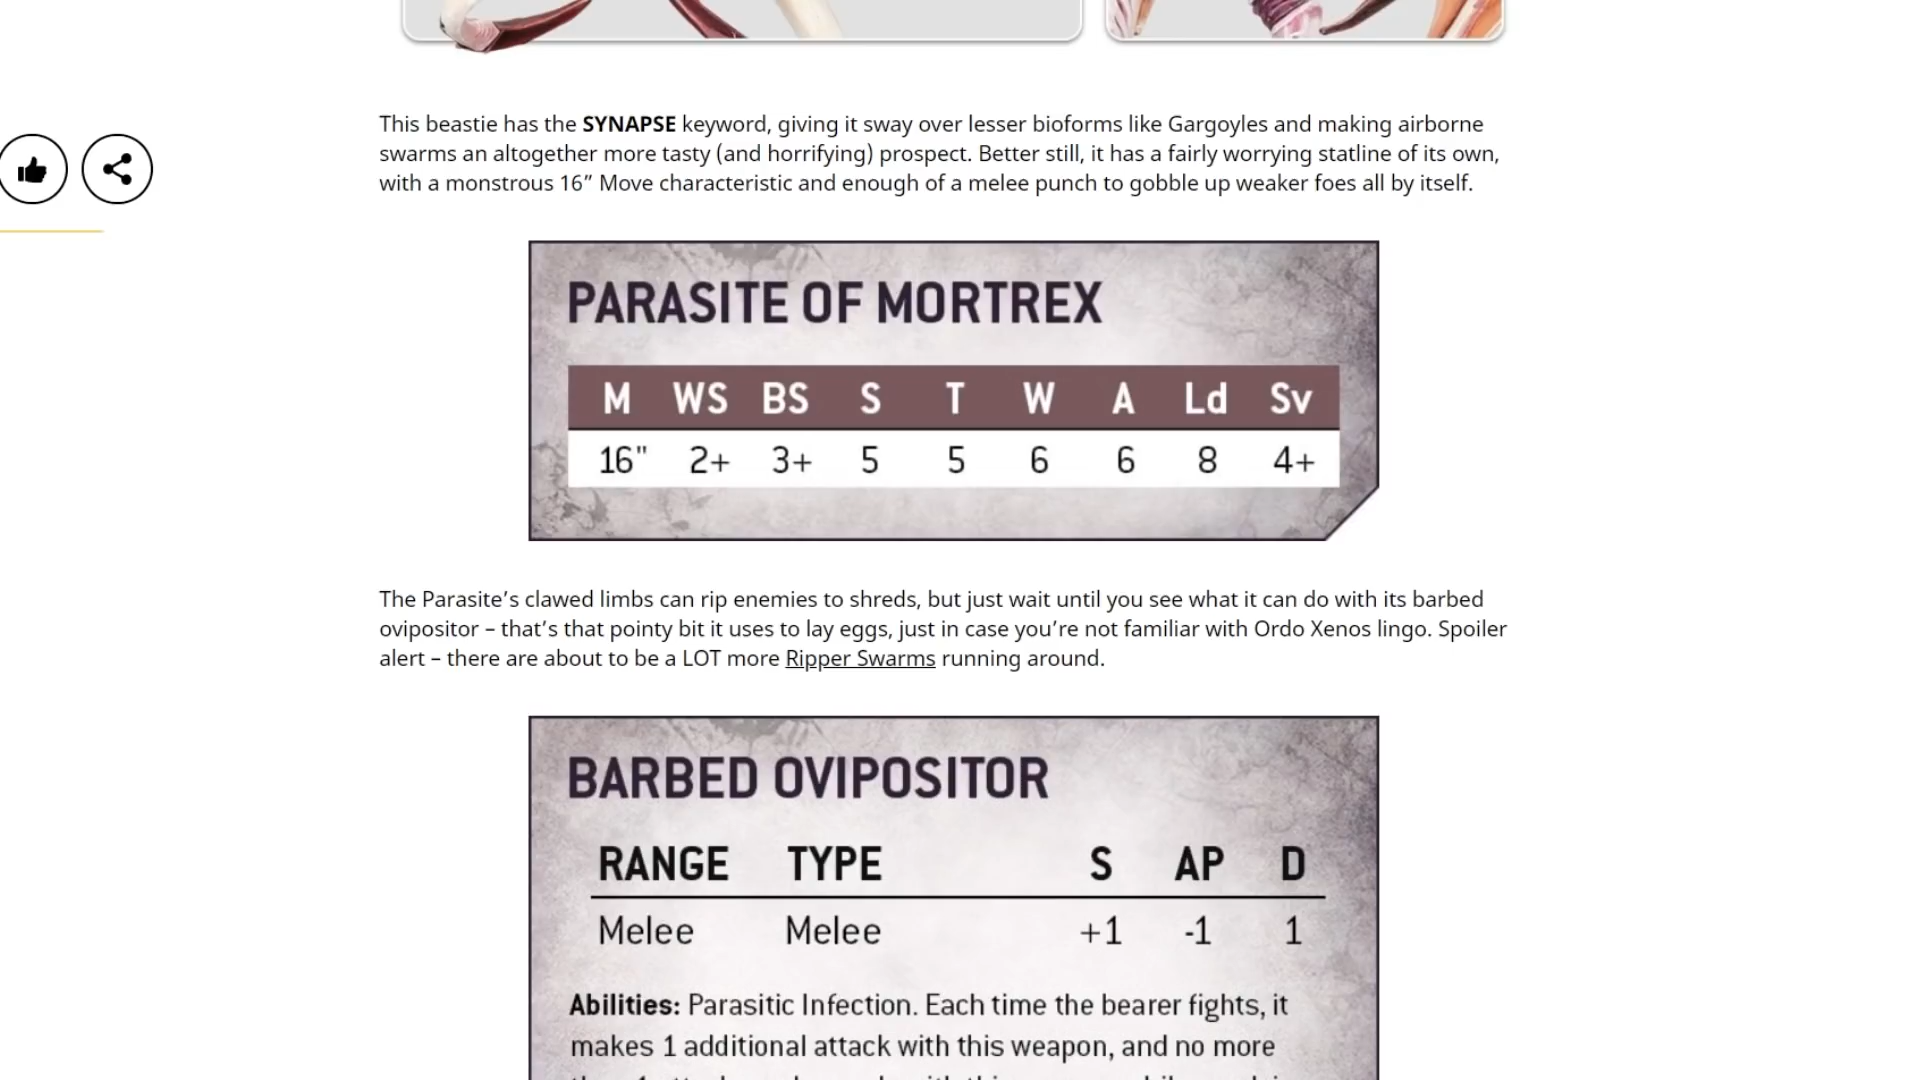 This beastie has the SYNAPSE keyword, giving it sway over lesser bioforms like Gargoyles and making airborne
swarms an altogether more tasty (and horrifying) prospect. Better still, it has a fairly worrying statline of its own,
with a monstrous 16” Move characteristic and enough of a melee punch to gobble up weaker foes all by itself.
PARASITE OF MORTREX
M WS BS S T W A Ld Sv
16" 2+ 3+ 5 5 6 6 8 4+
The Parasite’s clawed limbs can rip enemies to shreds, but just wait until you see what it can do with its barbed
ovipositor – that’s that pointy bit it uses to lay eggs, just in case you’re not familiar with Ordo Xenos lingo. Spoiler
alert – there are about to be a LOT more Ripper Swarms running around.
BARBED OVIPOSITOR
RANGE TYPE S AP D
Melee Melee +1 -1 1
Abilities: Parasitic Infection. Each time the bearer fights, it
makes 1 additional attack with this weapon, and no more